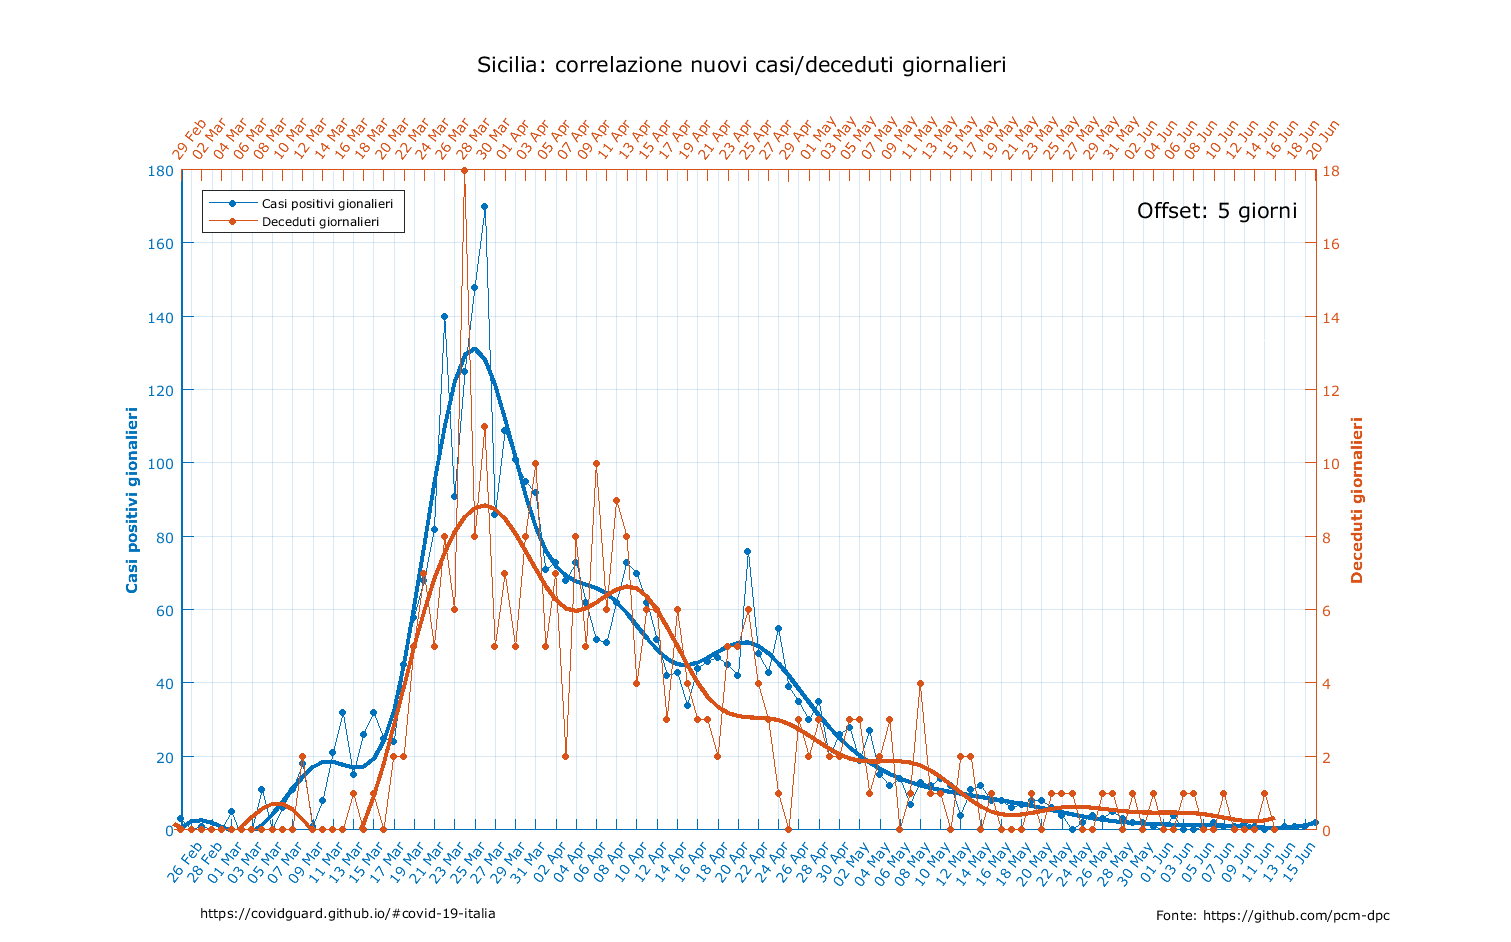 Sicilia: correlazione nuovi casi/deceduti giornalieri
29 Feb 02 Mar 04 Mar 06 Mar 08 Mar 10 Mar 12 Mar 14 Mar 16 Mar 18 Mar 20 Mar 22 Mar 24 Mar 26 Mar 28 Mar 30 Mar 01 Apr 03 Apr 05 Apr 07 Apr 09 Apr 11 Apr 13 Apr 15 Apr 17 Apr 19 Apr 21 Apr 23 Apr 25 Apr 27 Apr 29 Apr 01 May 03 May 05 May 07 May 09 May 11 May 13 May 15 May 17 May 19 May 21 May 23 May 25 May 27 May 29 May 31 May 02 Jun 04 Jun 06 Jun 08 Jun 10 Jun 12 Jun 14 Jun 16 Jun 18 Jun 20 Jun
180 18
Casi positivi gionalieri
Deceduti giornalieri
Offset: 5 giorni
160 16
140 14
120 12
100 10
80 8
60 6
40 4
20 2
0 0
Casi positivi gionalieri
Deceduti giornalieri
26 Feb 28 Feb 01 Mar 03 Mar 05 Mar 07 Mar 09 Mar 11 Mar 13 Mar 15 Mar 17 Mar 19 Mar 21 Mar 23 Mar 25 Mar 27 Mar 29 Mar 31 Mar 02 Apr 04 Apr 06 Apr 08 Apr 10 Apr 12 Apr 14 Apr 16 Apr 18 Apr 20 Apr 22 Apr 24 Apr 26 Apr 28 Apr 30 Apr 02 May 04 May 06 May 08 May 10 May 12 May 14 May 16 May 18 May 20 May 22 May 24 May 26 May 28 May 30 May 01 Jun 03 Jun 05 Jun 07 Jun 09 Jun 11 Jun 13 Jun 15 Jun
https://covidguard.github.io/#covid-19-italia
Fonte: https://github.com/pcm-dpc